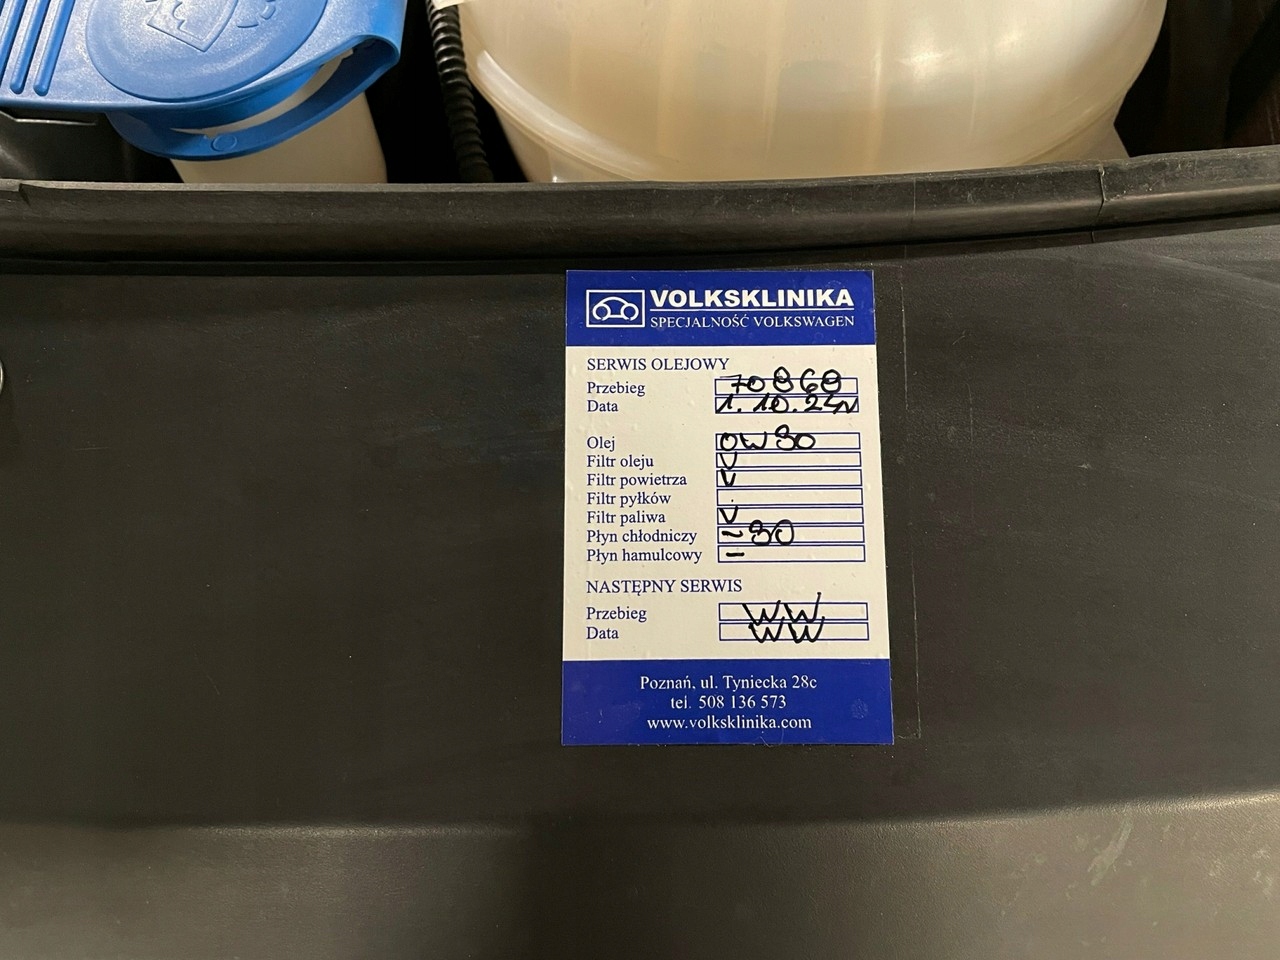 VOLKSKLINIKA
SPECJALNOŚĆ VOLKSWAGEN
SERWIS OLEJOWY
Przebieg 70868
Data 1.10.24
Olej 0W30
Filtr oleju V
Filtr powietrza V
Filtr pyłków
Filtr paliwa V
Płyn chłodniczy -30
Płyn hamulcowy -
NASTĘPNY SERWIS
Przebieg WW
Data WW
Poznań, ul. Tyniecka 28c
tel. 508 136 573
www.volksklinika.com